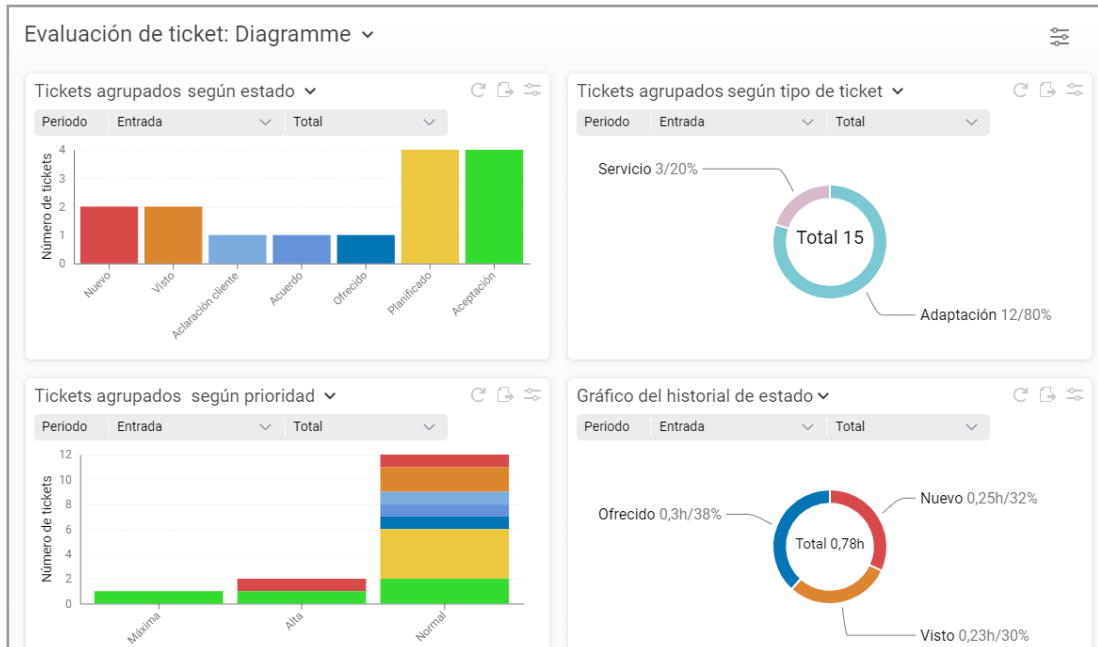 Evaluación de ticket: Diagramme
Tickets agrupados según estado
Periodo Entrada Total
Número de tickets
4
3
2
1
0
Nuevo
Visto
Aclaración cliente
Acuerdo
Ofrecido
Planificado
Aceptación
Tickets agrupados según tipo de ticket
Periodo Entrada Total
Servicio 3/20%
Total 15
Adaptación 12/80%
Tickets agrupados según prioridad
Periodo Entrada Total
Número de tickets
12
10
8
6
4
2
0
Máxima
Alta
Normal
Gráfico del historial de estado
Periodo Entrada Total
Ofrecido 0,3h/38%
Nuevo 0,25h/32%
Total 0,78h
Visto 0,23h/30%